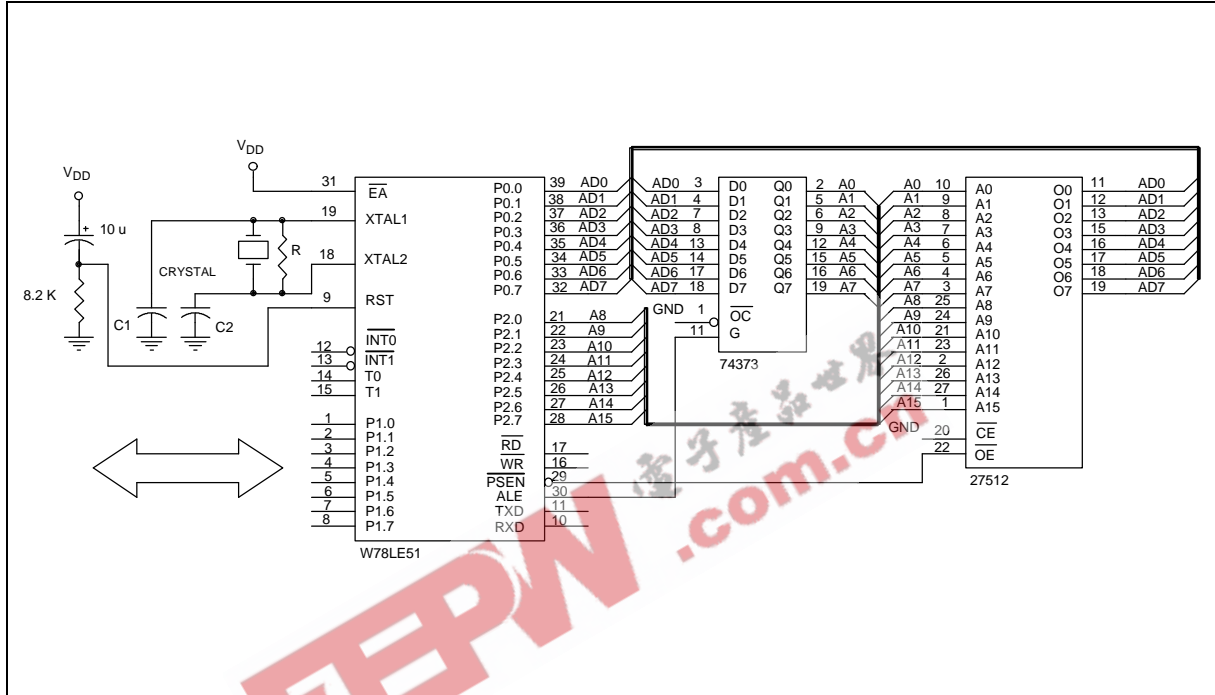 VDD
VDD
10 u
8.2 K
C1
C2
CRYSTAL
R
31 EA
19 XTAL1
18 XTAL2
9 RST
12 INT0
13 INT1
14 T0
15 T1
1 P1.0
2 P1.1
3 P1.2
4 P1.3
5 P1.4
6 P1.5
7 P1.6
8 P1.7
P0.0 39 AD0
P0.1 38 AD1
P0.2 37 AD2
P0.3 36 AD3
P0.4 35 AD4
P0.5 34 AD5
P0.6 33 AD6
P0.7 32 AD7
P2.0 21 A8
P2.1 22 A9
P2.2 23 A10
P2.3 24 A11
P2.4 25 A12
P2.5 26 A13
P2.6 27 A14
P2.7 28 A15
RD 17
WR 16
PSEN 29
ALE 30
TXD 11
RXD 10
W78LE51
AD0 3 D0 Q0 2 A0
AD1 4 D1 Q1 5 A1
AD2 7 D2 Q2 6 A2
AD3 8 D3 Q3 9 A3
AD4 13 D4 Q4 12 A4
AD5 14 D5 Q5 15 A5
AD6 17 D6 Q6 16 A6
AD7 18 D7 Q7 19 A7
GND 1 OC
11 G
74373
A0 10 A0 O0 11 AD0
A1 9 A1 O1 12 AD1
A2 8 A2 O2 13 AD2
A3 7 A3 O3 15 AD3
A4 6 A4 O4 16 AD4
A5 5 A5 O5 17 AD5
A6 4 A6 O6 18 AD6
A7 3 A7 O7 19 AD7
A8 25 A8
A9 24 A9
A10 21 A10
A11 23 A11
A12 2 A12
A13 26 A13
A14 27 A14
A15 1 A15
GND 20 CE
22 OE
27512
電子產品世界
EEPW .com.cn